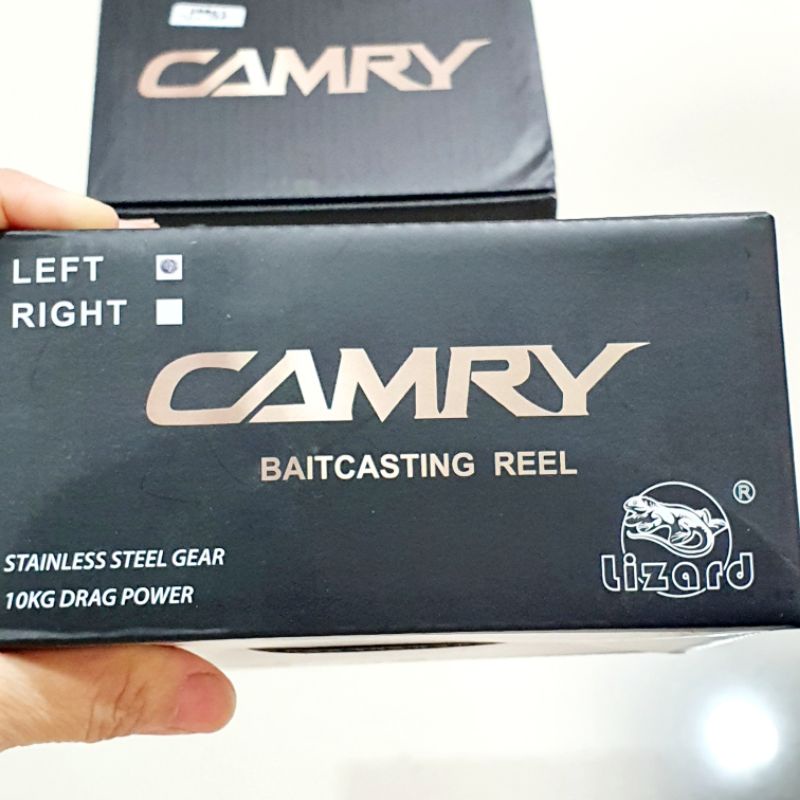 CAMRY
LEFT
RIGHT
CAMRY
BAITCASTING REEL
®
Lizard
STAINLESS STEEL GEAR
10KG DRAG POWER